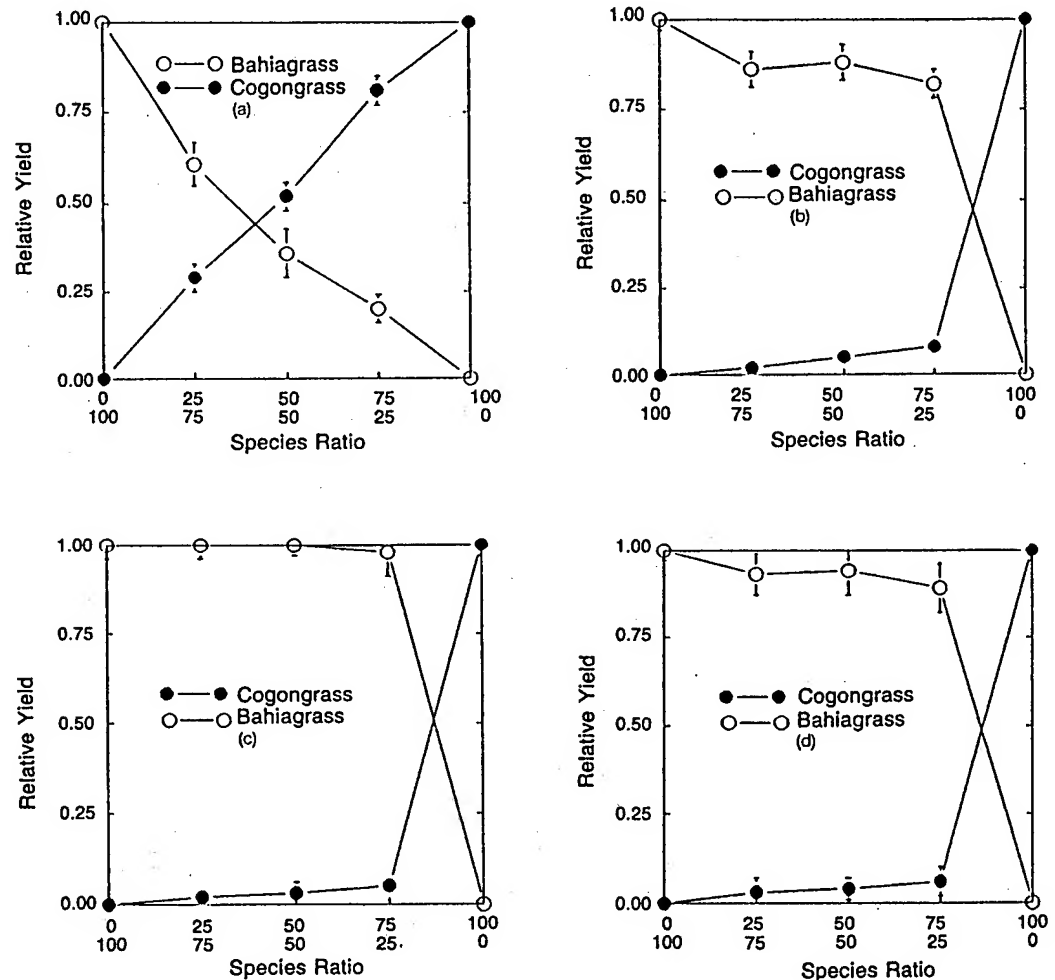 1.00
0.75
0.50
0.25
0.00
Relative Yield
Bahiagrass
Cogongrass
(a)
0 25 50 75 100
100 75 50 25 0
Species Ratio
1.00
0.75
0.50
0.25
0.00
Relative Yield
Cogongrass
Bahiagrass
(b)
0 25 50 75 100
100 75 50 25 0
Species Ratio
1.00
0.75
0.50
0.25
0.00
Relative Yield
Cogongrass
Bahiagrass
(c)
0 25 50 75 100
100 75 50 25 0
Species Ratio
1.00
0.75
0.50
0.25
0.00
Relative Yield
Cogongrass
Bahiagrass
(d)
0 25 50 75 100
100 75 50 25 0
Species Ratio